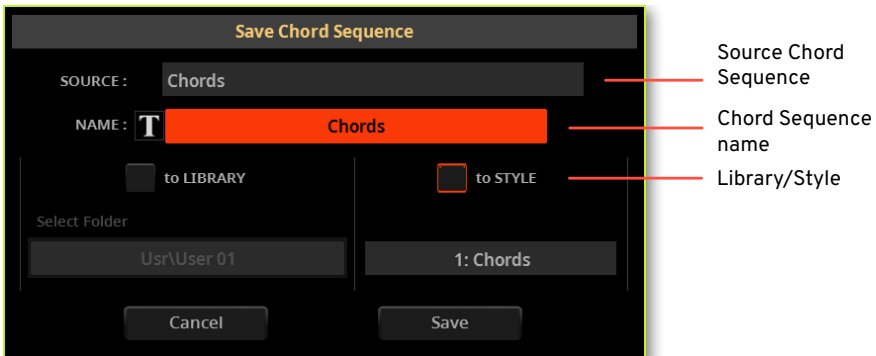 Save Chord Sequence
SOURCE : Chords
Source Chord
Sequence
NAME : T Chords
Chord Sequence
name
to LIBRARY to STYLE
Library/Style
Select Folder
Usr\User 01 1: Chords
Cancel Save